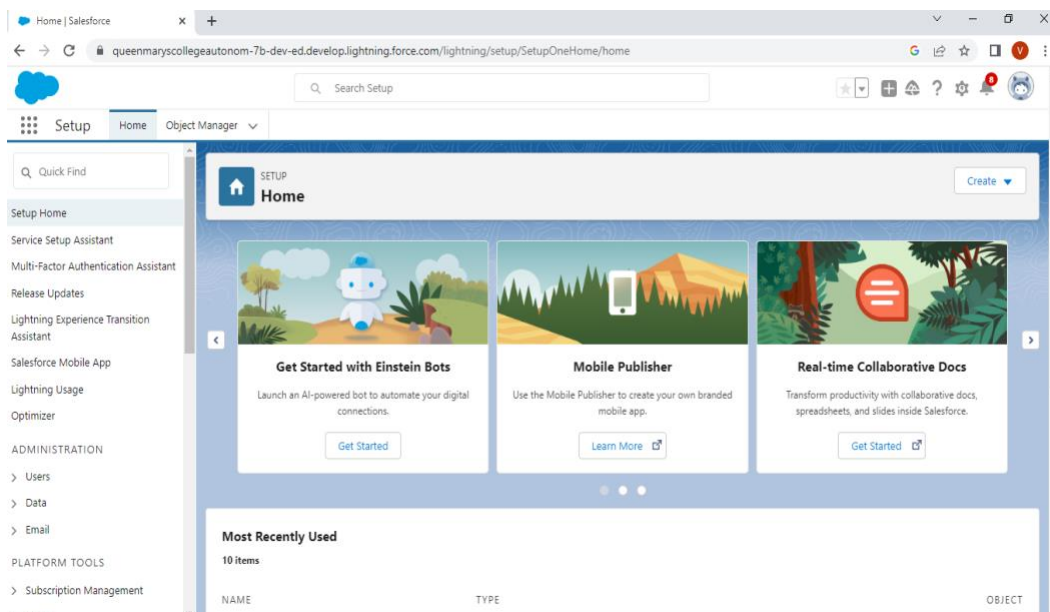 Home | Salesforce
queenmaryscollegeautonom-7b-dev-ed.develop.lightning.force.com/lightning/setup/SetupOneHome/home
V
Search Setup
8
Setup
Home
Object Manager
Quick Find
Setup Home
Service Setup Assistant
Multi-Factor Authentication Assistant
Release Updates
Lightning Experience Transition
Assistant
Salesforce Mobile App
Lightning Usage
Optimizer
ADMINISTRATION
Users
Data
Email
PLATFORM TOOLS
Subscription Management
SETUP
Home
Create
Get Started with Einstein Bots
Launch an AI-powered bot to automate your digital
connections.
Get Started
Mobile Publisher
Use the Mobile Publisher to create your own branded
mobile app.
Learn More
Real-time Collaborative Docs
Transform productivity with collaborative docs,
spreadsheets, and slides inside Salesforce.
Get Started
Most Recently Used
10 items
NAME
TYPE
OBJECT